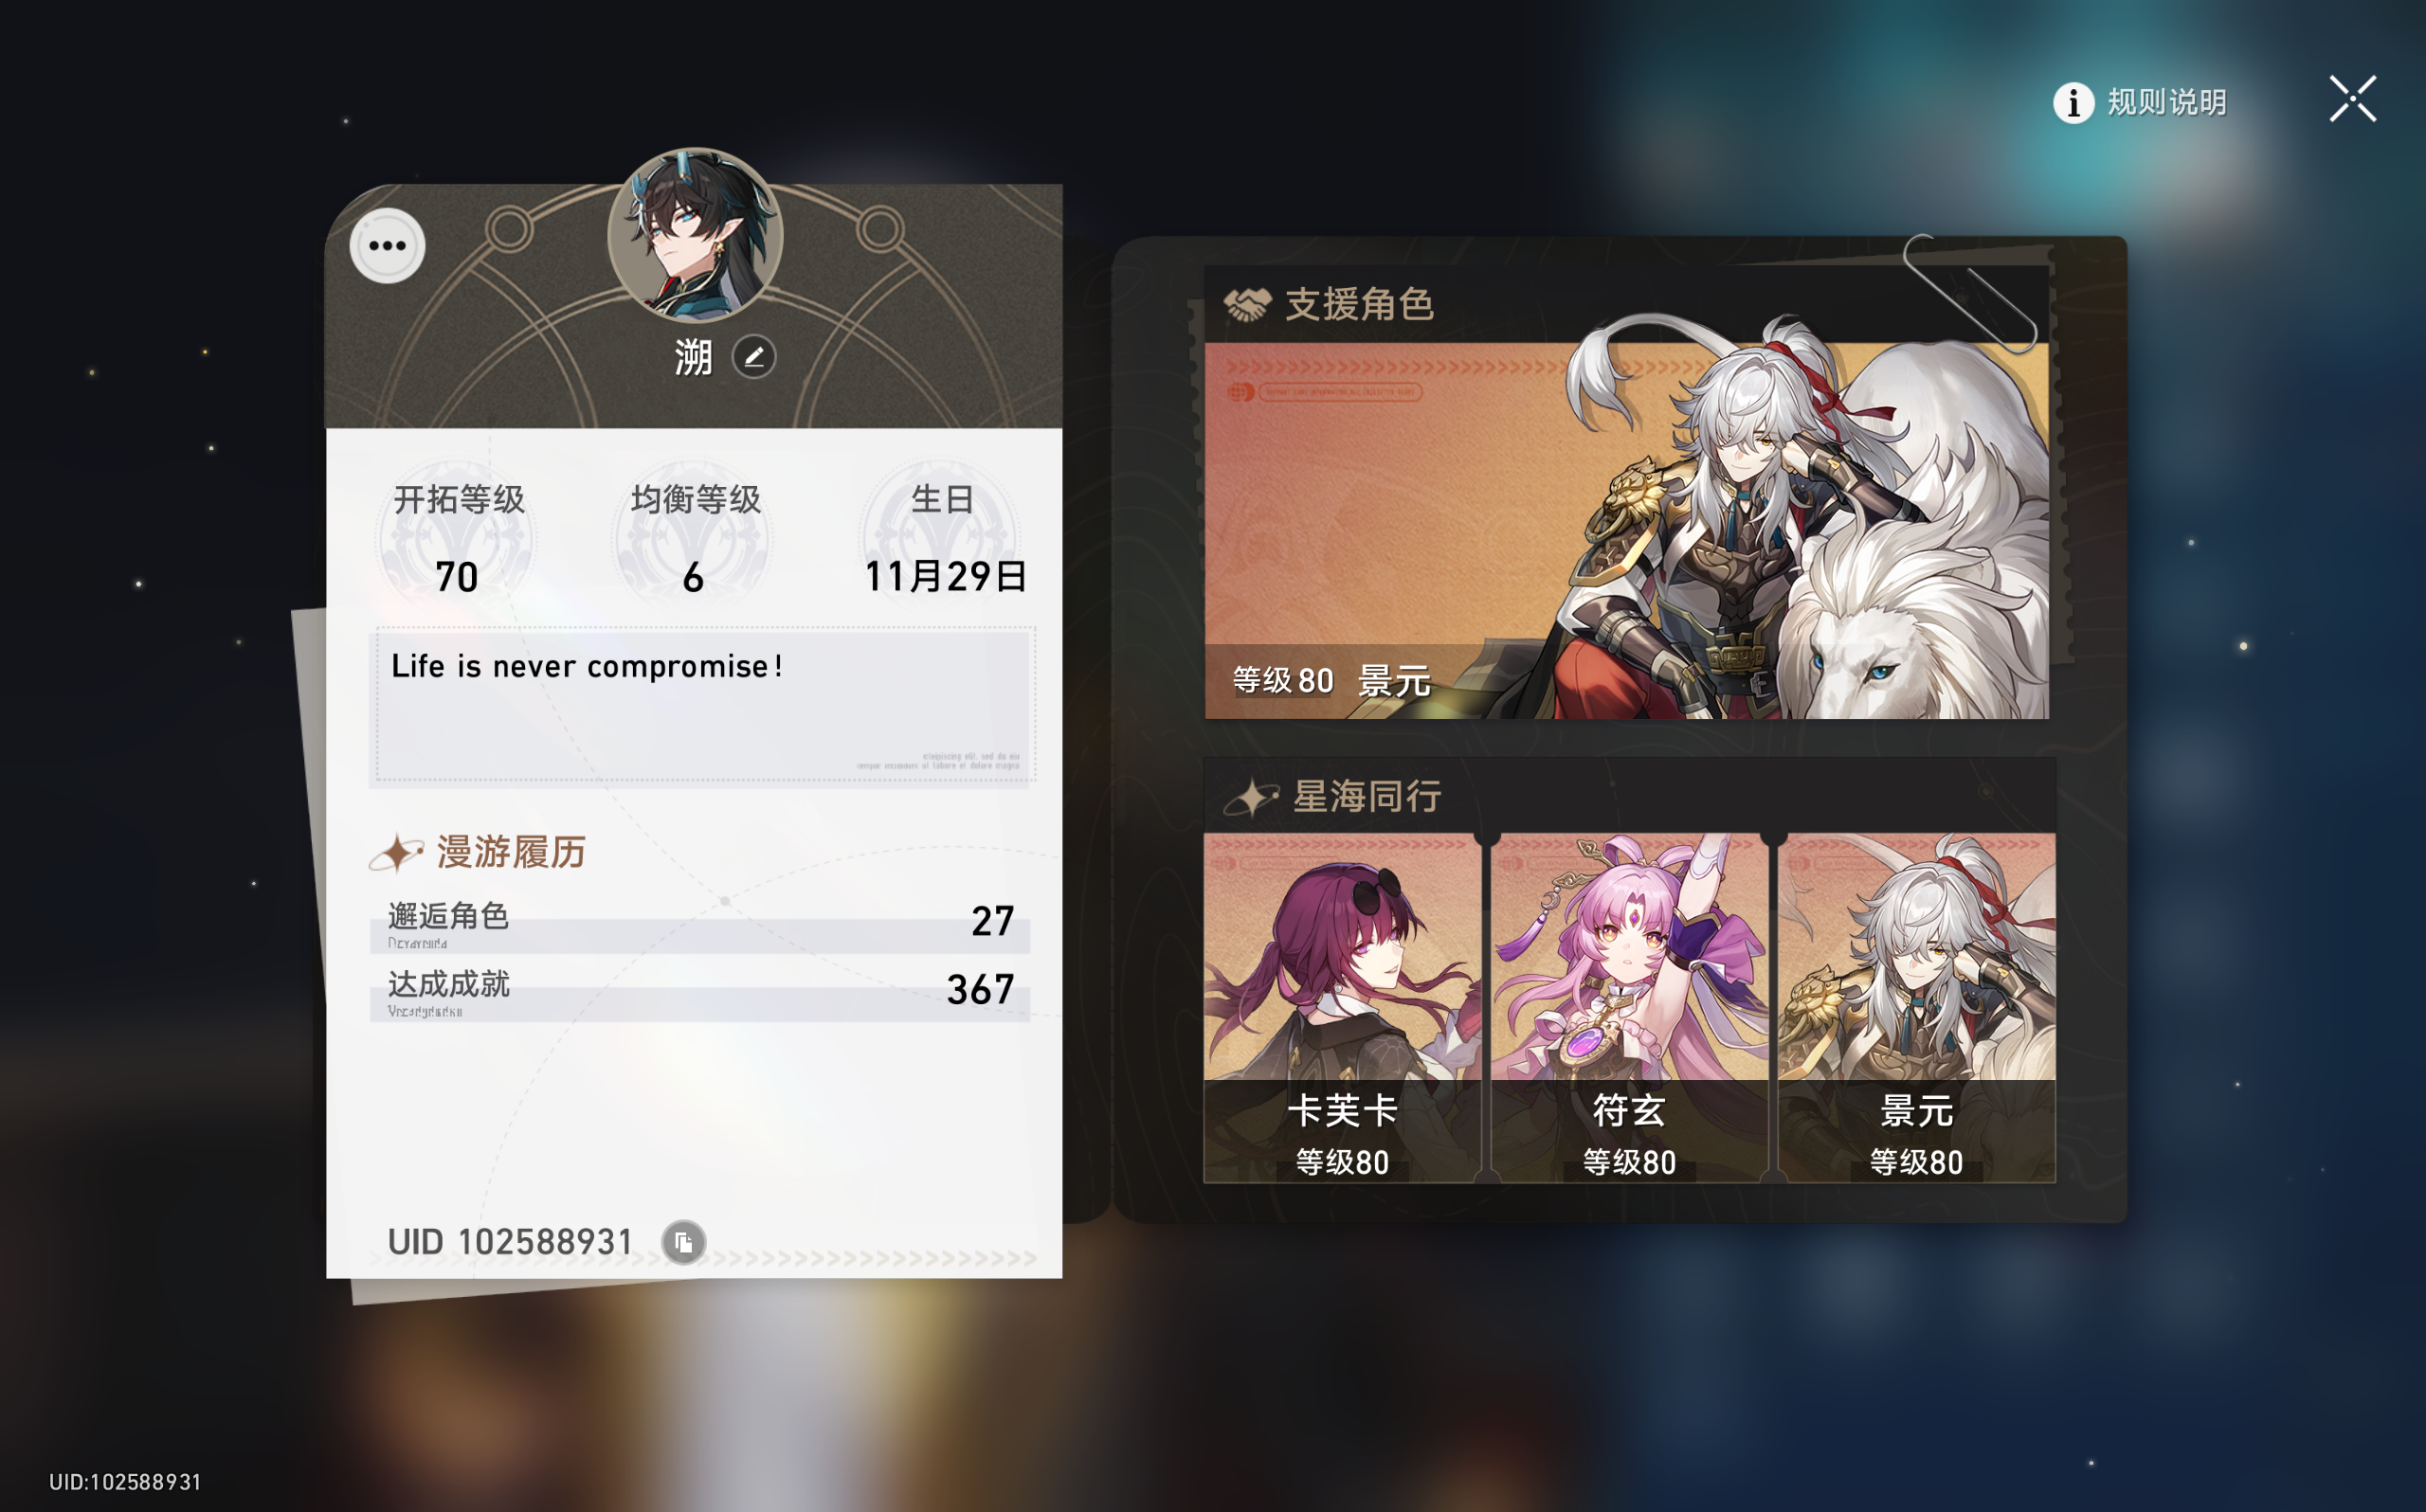 规则说明
溯
开拓等级 均衡等级 生日
70 6 11月29日
Life is never compromise!
漫游履历
邂逅角色 27
达成成就 367
UID 102588931
支援角色
等级80 景元
星海同行
卡芙卡 符玄 景元
等级80 等级80 等级80
UID:102588931